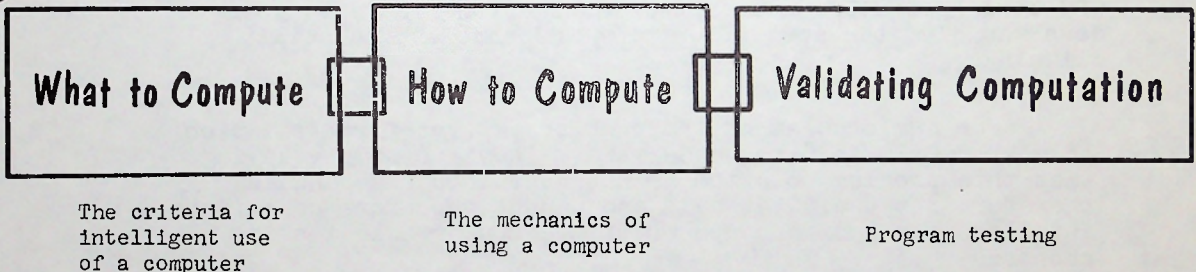 What to Compute
How to Compute
Validating Computation
The criteria for
intelligent use
of a computer
The mechanics of
using a computer
Program testing